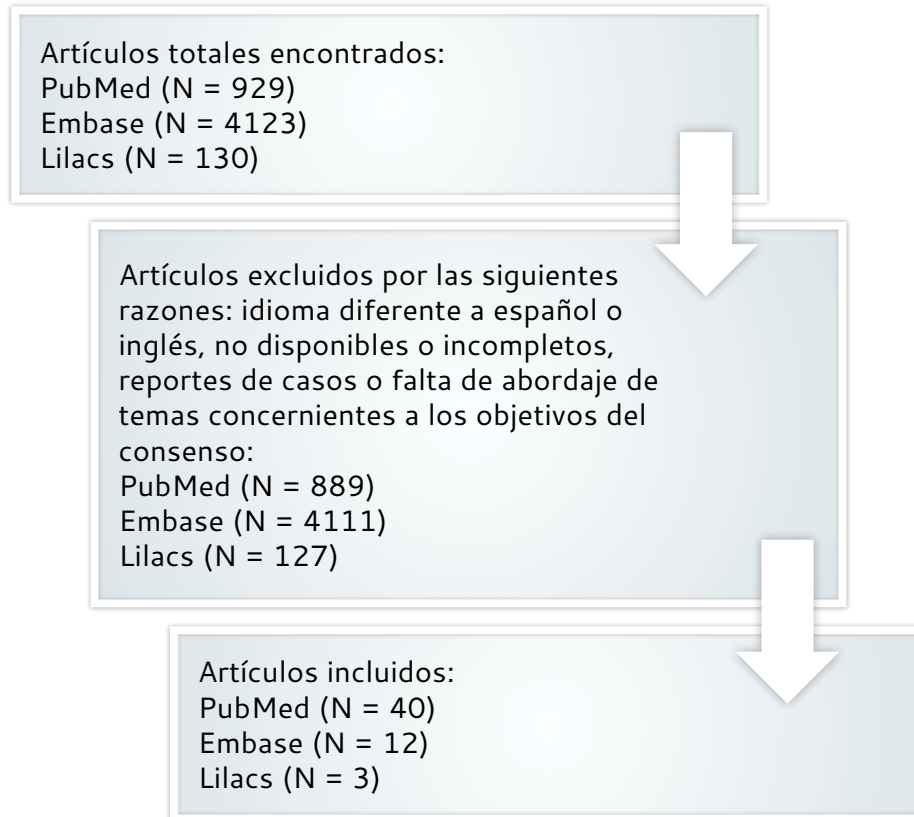 Artículos totales encontrados:
PubMed (N = 929)
Embase (N = 4123)
Lilacs (N = 130)
Artículos excluidos por las siguientes
razones: idioma diferente a español o
inglés, no disponibles o incompletos,
reportes de casos o falta de abordaje de
temas concernientes a los objetivos del
consenso:
PubMed (N = 889)
Embase (N = 4111)
Lilacs (N = 127)
Artículos incluidos:
PubMed (N = 40)
Embase (N = 12)
Lilacs (N = 3)